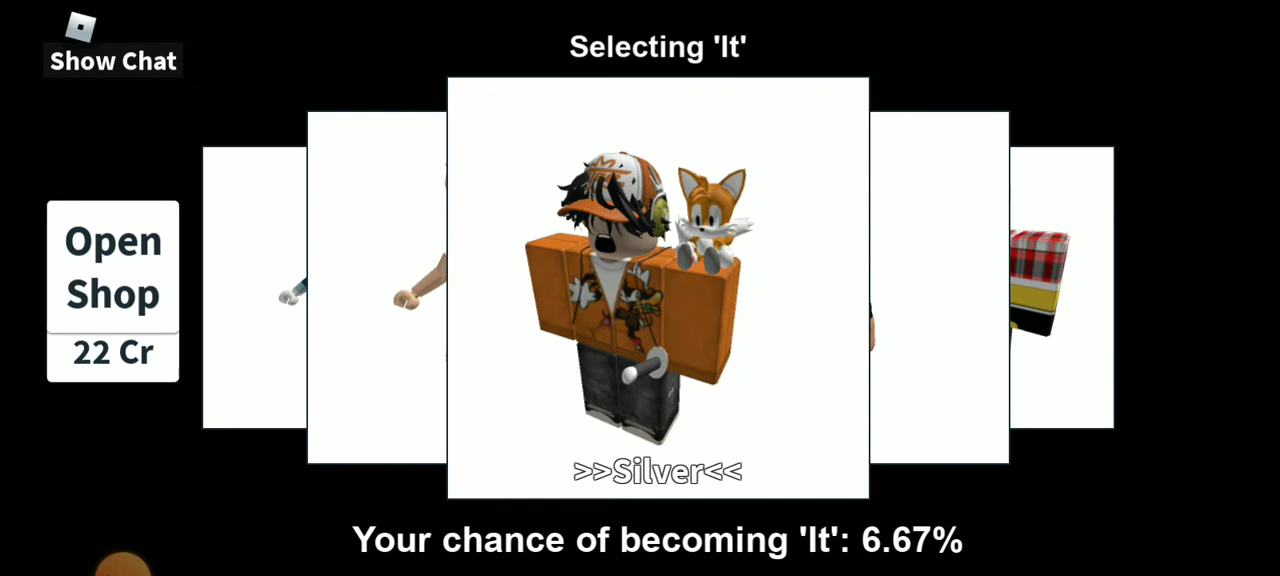 Show Chat
Selecting 'It'
Open
Shop
22 Cr
>>Silver<<
Your chance of becoming 'It': 6.67%